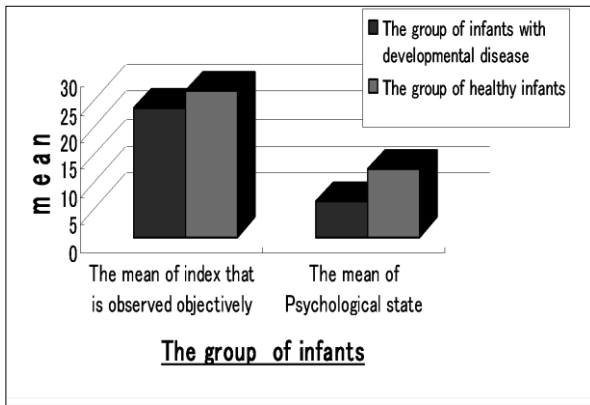 The group of infants with
developmental disease
The group of healthy infants
30
25
20
15
10
5
0
mean
The mean of index that
is observed objectively
The mean of
Psychological state
The group of infants